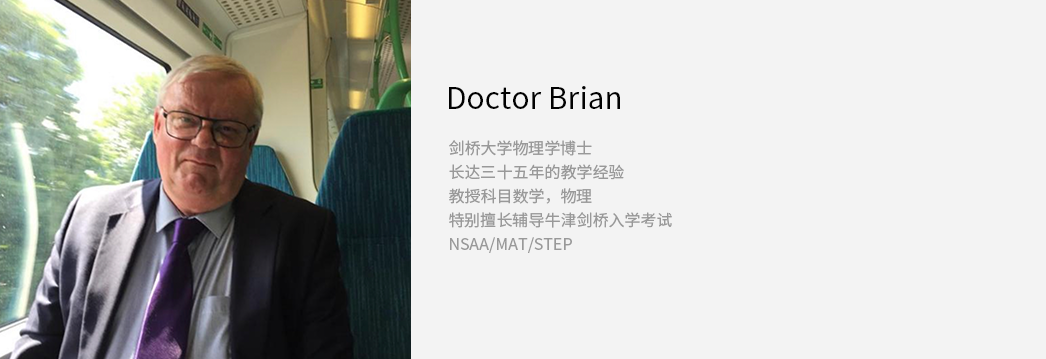 Doctor Brian
剑桥大学物理学博士
长达三十五年的教学经验
教授科目数学，物理
特别擅长辅导牛津剑桥入学考试
NSAA/MAT/STEP